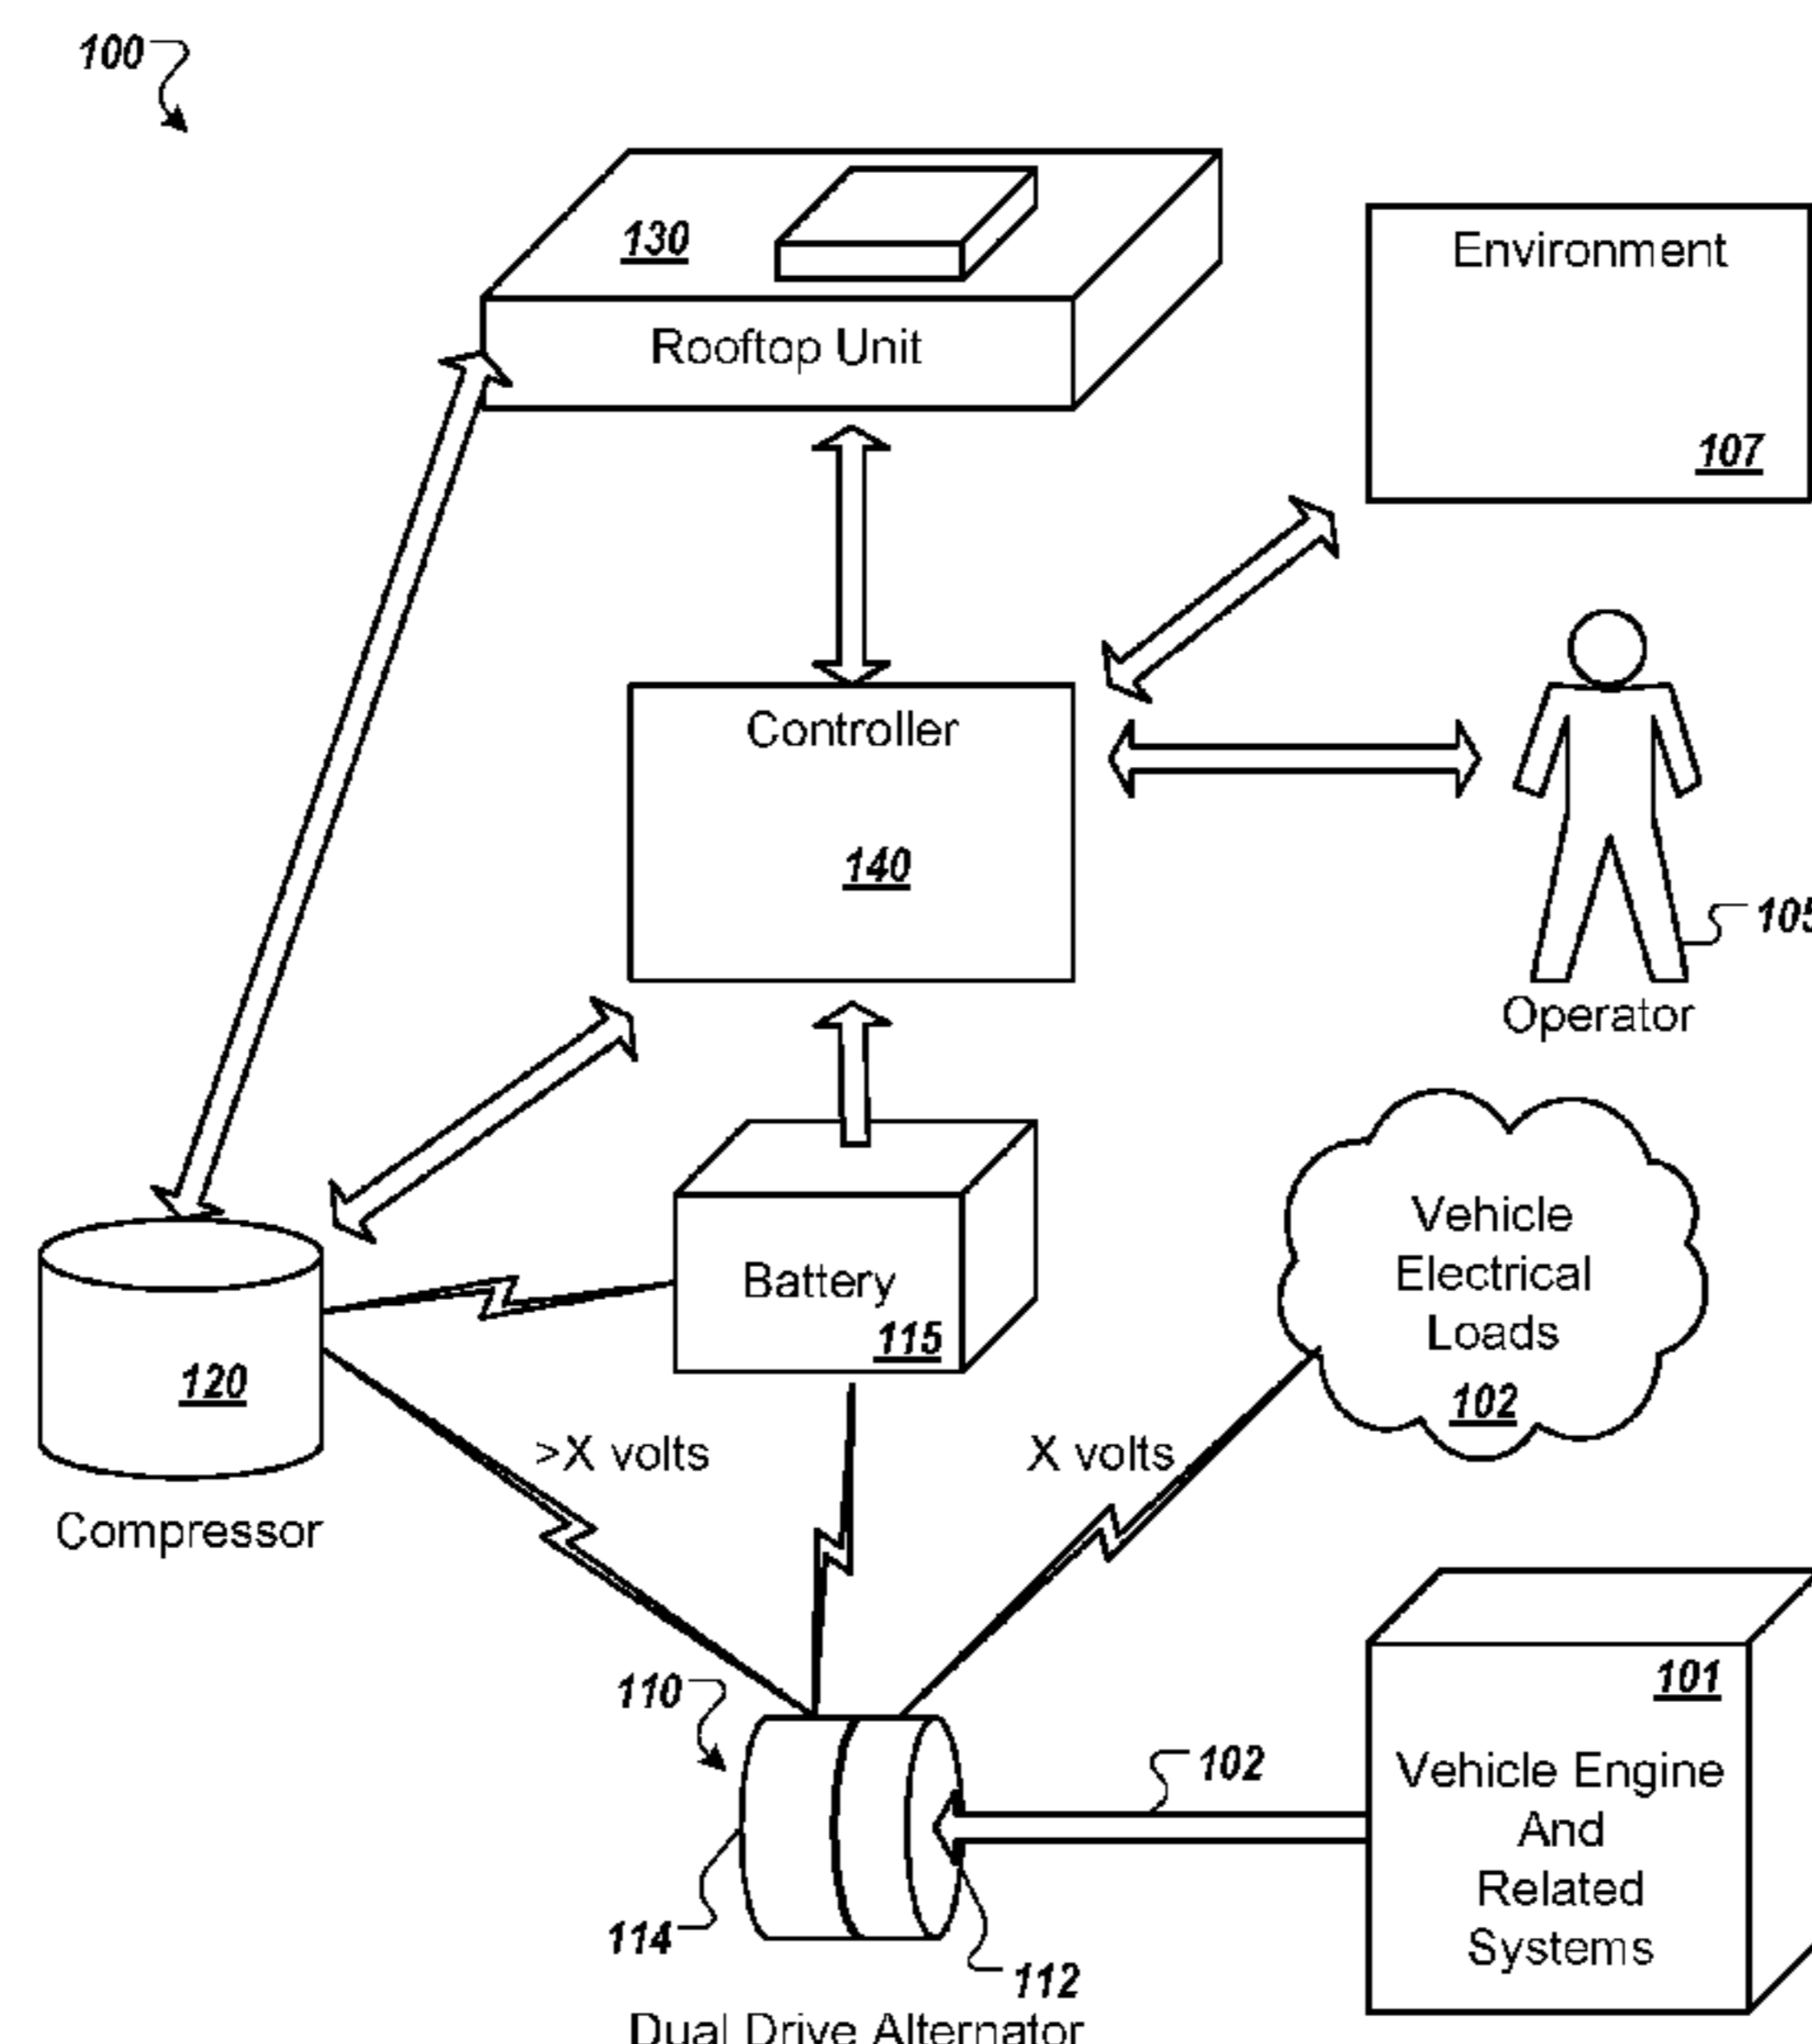 100
130
Rooftop Unit
Environment
107
Controller
140
105
Operator
Battery
115
Vehicle
Electrical
Loads
102
120
Compressor
>X volts
X volts
110
101
Vehicle Engine
And
Related
Systems
102
114
112
Dual Drive Alternator